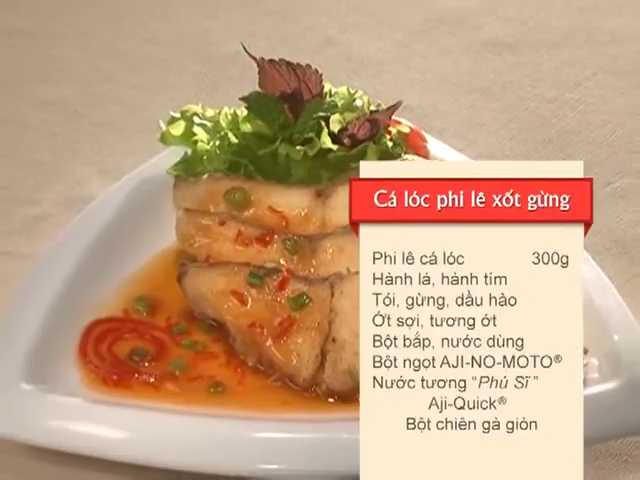 Cá lóc phi lê xốt gừng
Phi lê cá lóc 300g
Hành lá, hành tím
Tỏi, gừng, dầu hào
Ớt sợi, tương ớt
Bột bắp, nước dùng
Bột ngọt AJI-NO-MOTO®
Nước tương "Phú Sĩ"
Aji-Quick®
Bột chiên gà giòn